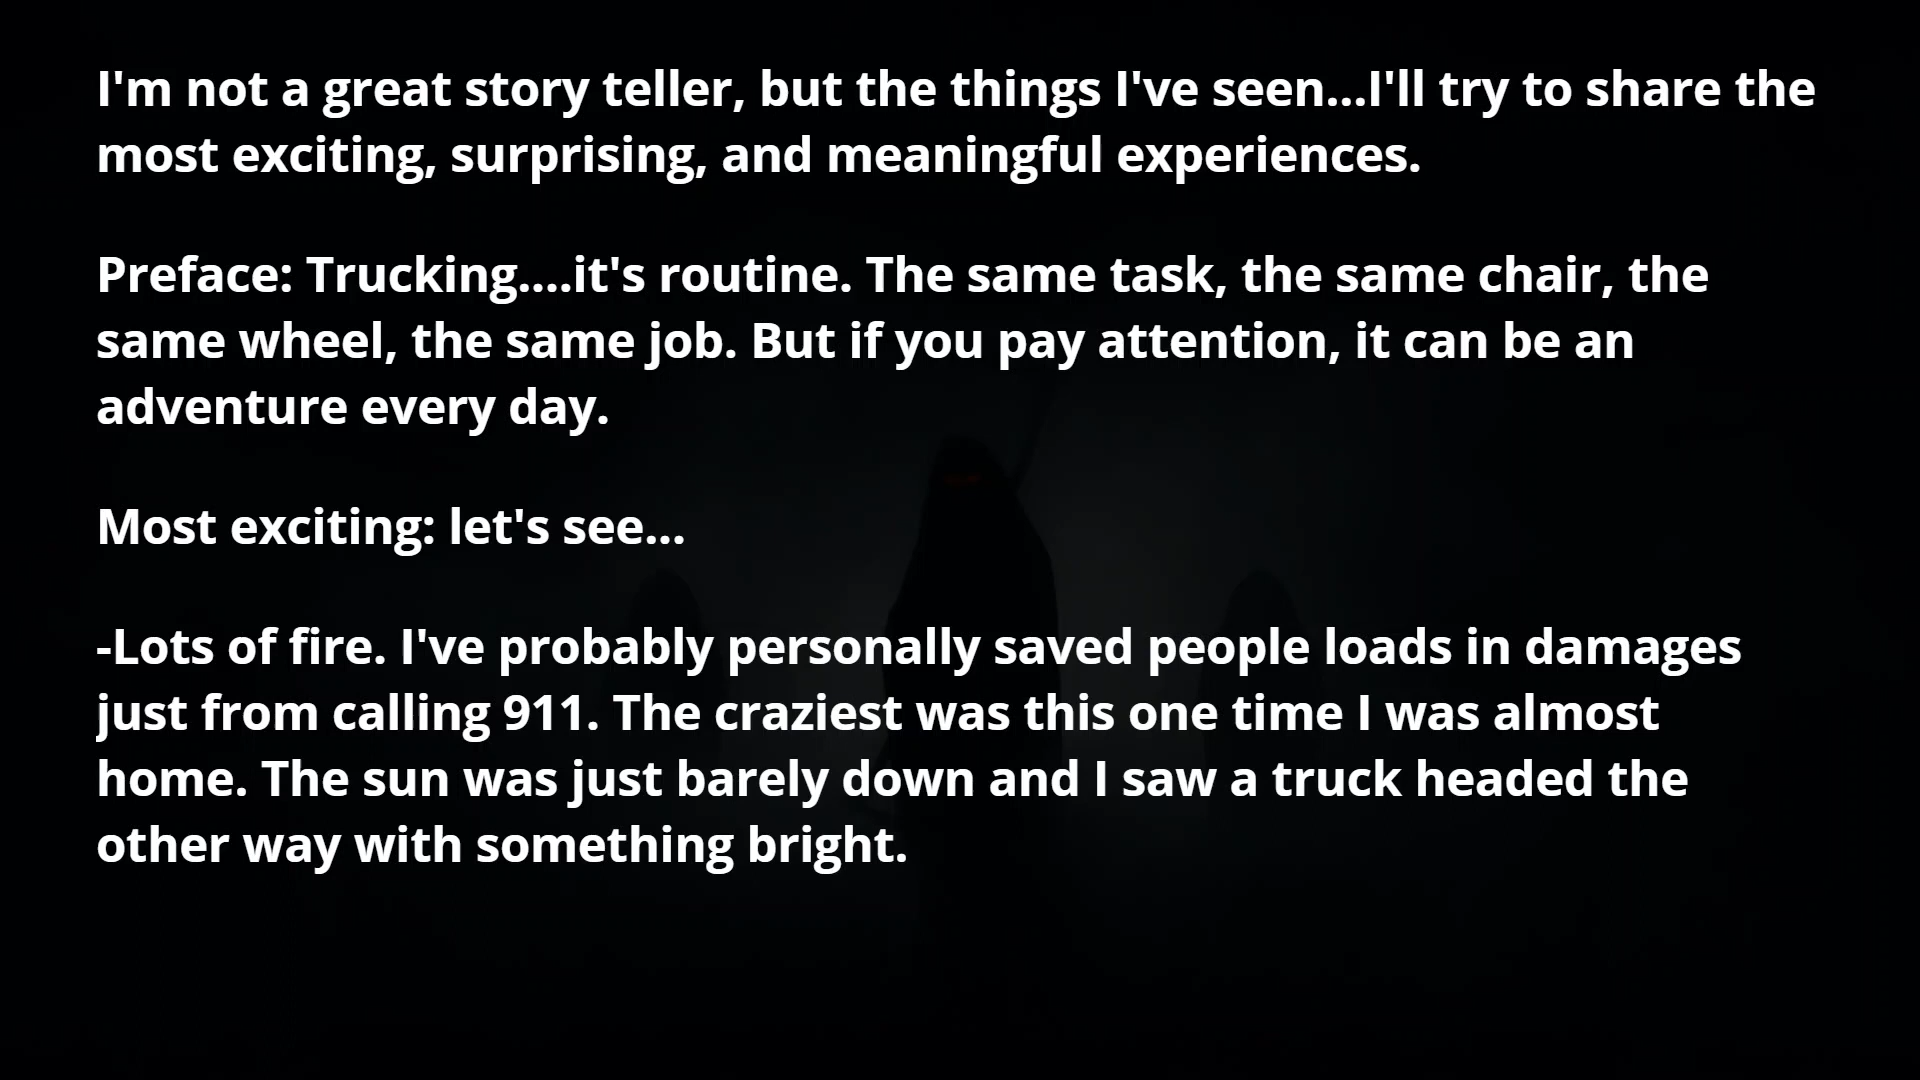 I'm not a great story teller, but the things I've seen...I'll try to share the
most exciting, surprising, and meaningful experiences.
Preface: Trucking....it's routine. The same task, the same chair, the
same wheel, the same job. But if you pay attention, it can be an
adventure every day.
Most exciting: let's see...
-Lots of fire. I've probably personally saved people loads in damages
just from calling 911. The craziest was this one time I was almost
home. The sun was just barely down and I saw a truck headed the
other way with something bright.